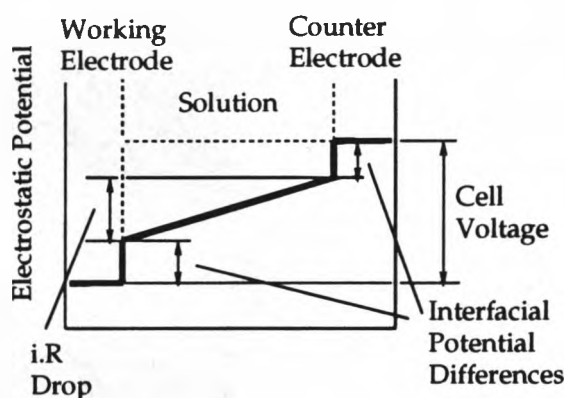 Working
Electrode
Counter
Electrode
Solution
Electrostatic Potential
Cell
Voltage
i.R
Drop
Interfacial
Potential
Differences